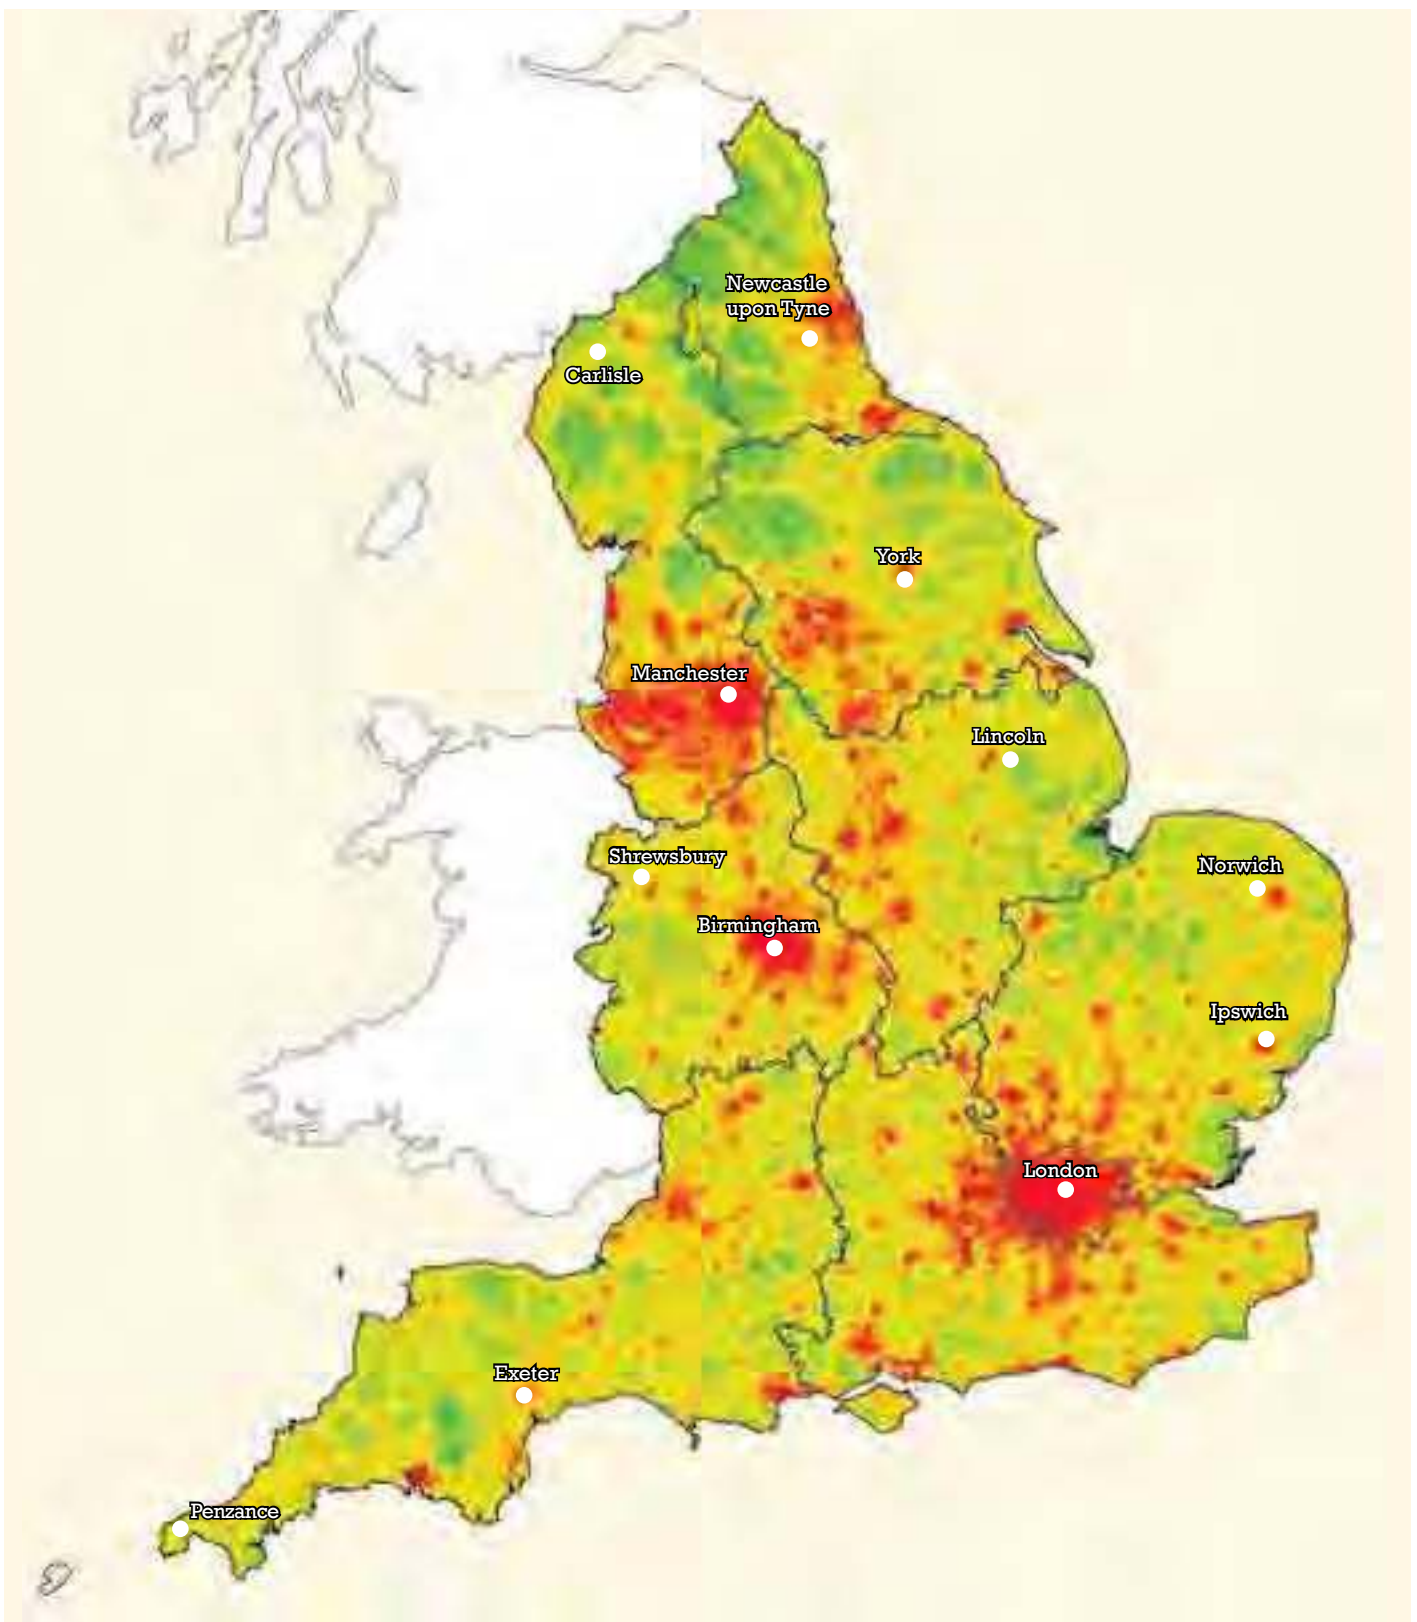 Newcastle
upon Tyne
Carlisle
York
Manchester
Lincoln
Shrewsbury
Norwich
Birmingham
Ipswich
London
Exeter
Penzance